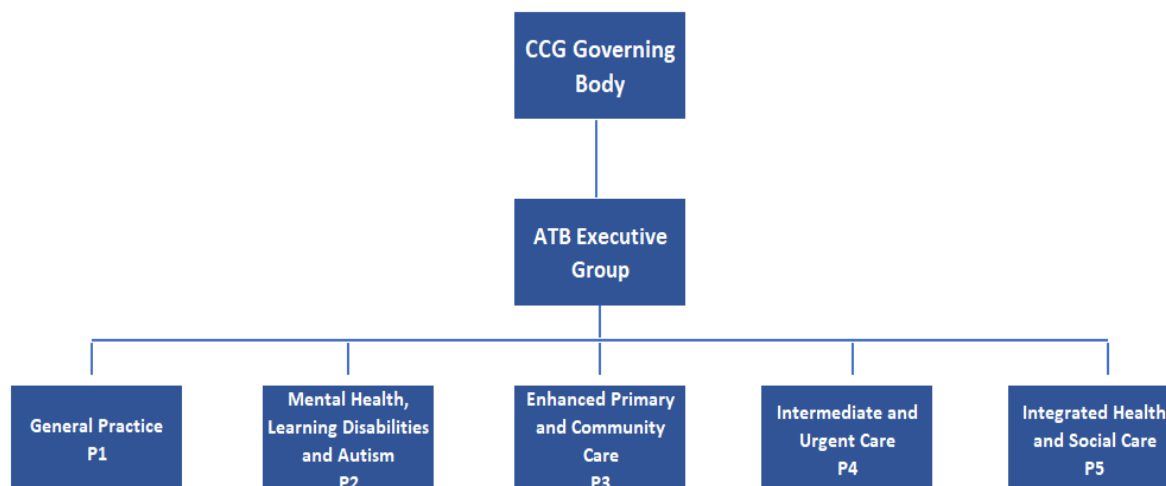 CCG Governing
Body
ATB Executive
Group
General Practice
P1
Mental Health,
Learning Disabilities
and Autism
P2
Enhanced Primary
and Community
Care
P3
Intermediate and
Urgent Care
P4
Integrated Health
and Social Care
P5